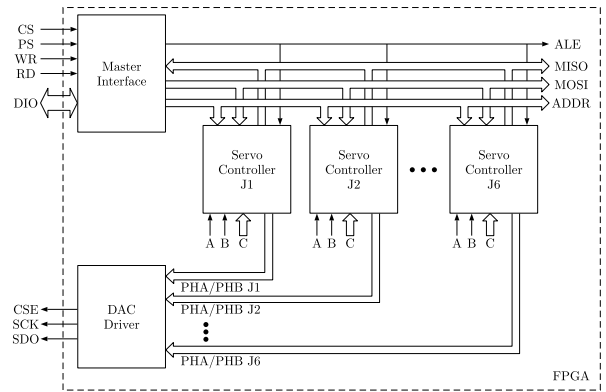 CS
PS
WR
RD
DIO
Master
Interface
ALE
MISO
MOSI
ADDR
Servo
Controller
J1
Servo
Controller
J2
Servo
Controller
J6
A B C
A B C
A B C
PHA/PHB J1
PHA/PHB J2
PHA/PHB J6
DAC
Driver
CSE
SCK
SDO
FPGA